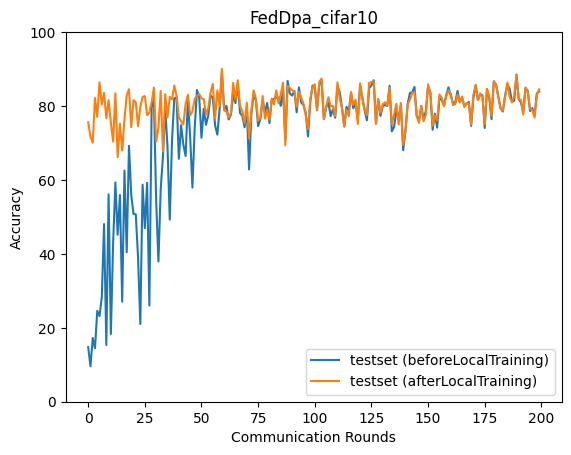 FedDpa_cifar10
Accuracy
100
80
60
40
20
0
0 25 50 75 100 125 150 175 200
Communication Rounds
testset (beforeLocalTraining)
testset (afterLocalTraining)